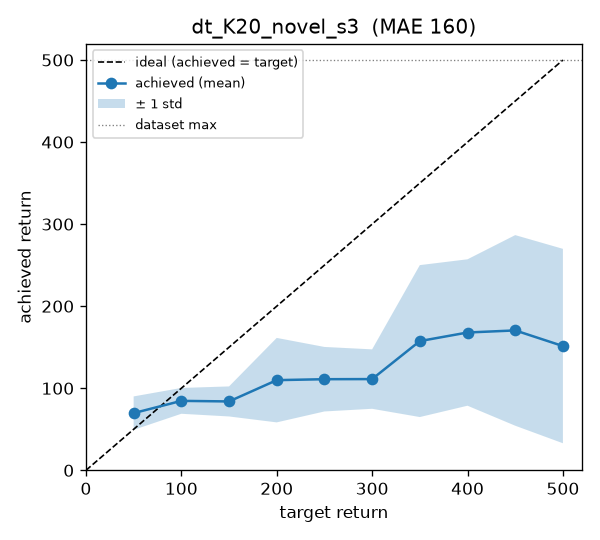 dt_K20_novel_s3  (MAE 160)
ideal (achieved = target)
achieved (mean)
± 1 std
dataset max
achieved return
500
400
300
200
100
0
0 100 200 300 400 500
target return